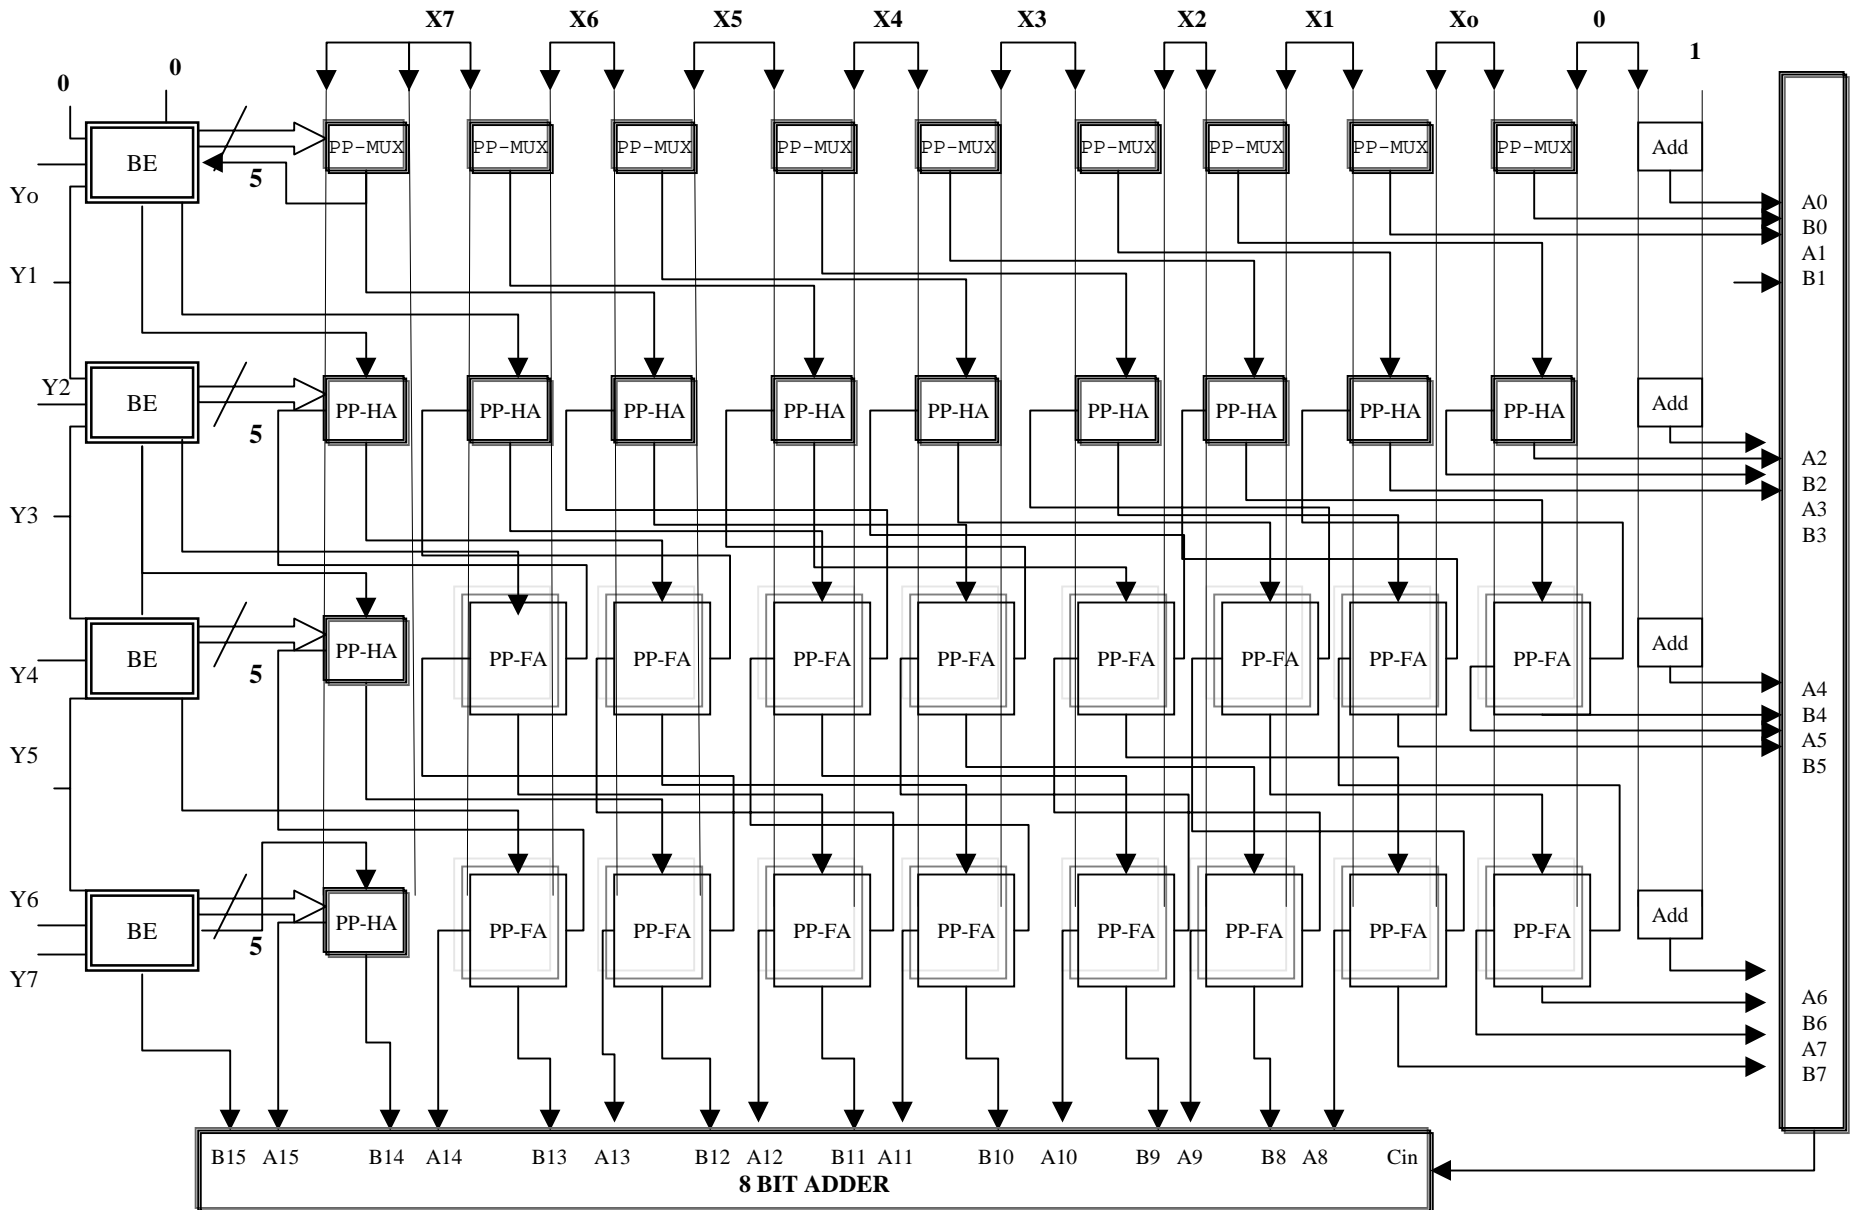 X7 X6 X5 X4 X3 X2 X1 Xo 0
1
0
0
BE PP-MUX PP-MUX PP-MUX PP-MUX PP-MUX PP-MUX PP-MUX PP-MUX PP-MUX Add
5
Yo
A0
B0
A1
B1
Y1
Y2
BE PP-HA PP-HA PP-HA PP-HA PP-HA PP-HA PP-HA PP-HA PP-HA Add
5
A2
B2
A3
B3
Y3
BE PP-HA PP-FA PP-FA PP-FA PP-FA PP-FA PP-FA PP-FA PP-FA Add
5
Y4
A4
B4
A5
B5
Y5
Y6
BE PP-HA PP-FA PP-FA PP-FA PP-FA PP-FA PP-FA PP-FA PP-FA Add
5
Y7
A6
B6
A7
B7
B15 A15 B14 A14 B13 A13 B12 A12 B11 A11 B10 A10 B9 A9 B8 A8 Cin
8 BIT ADDER